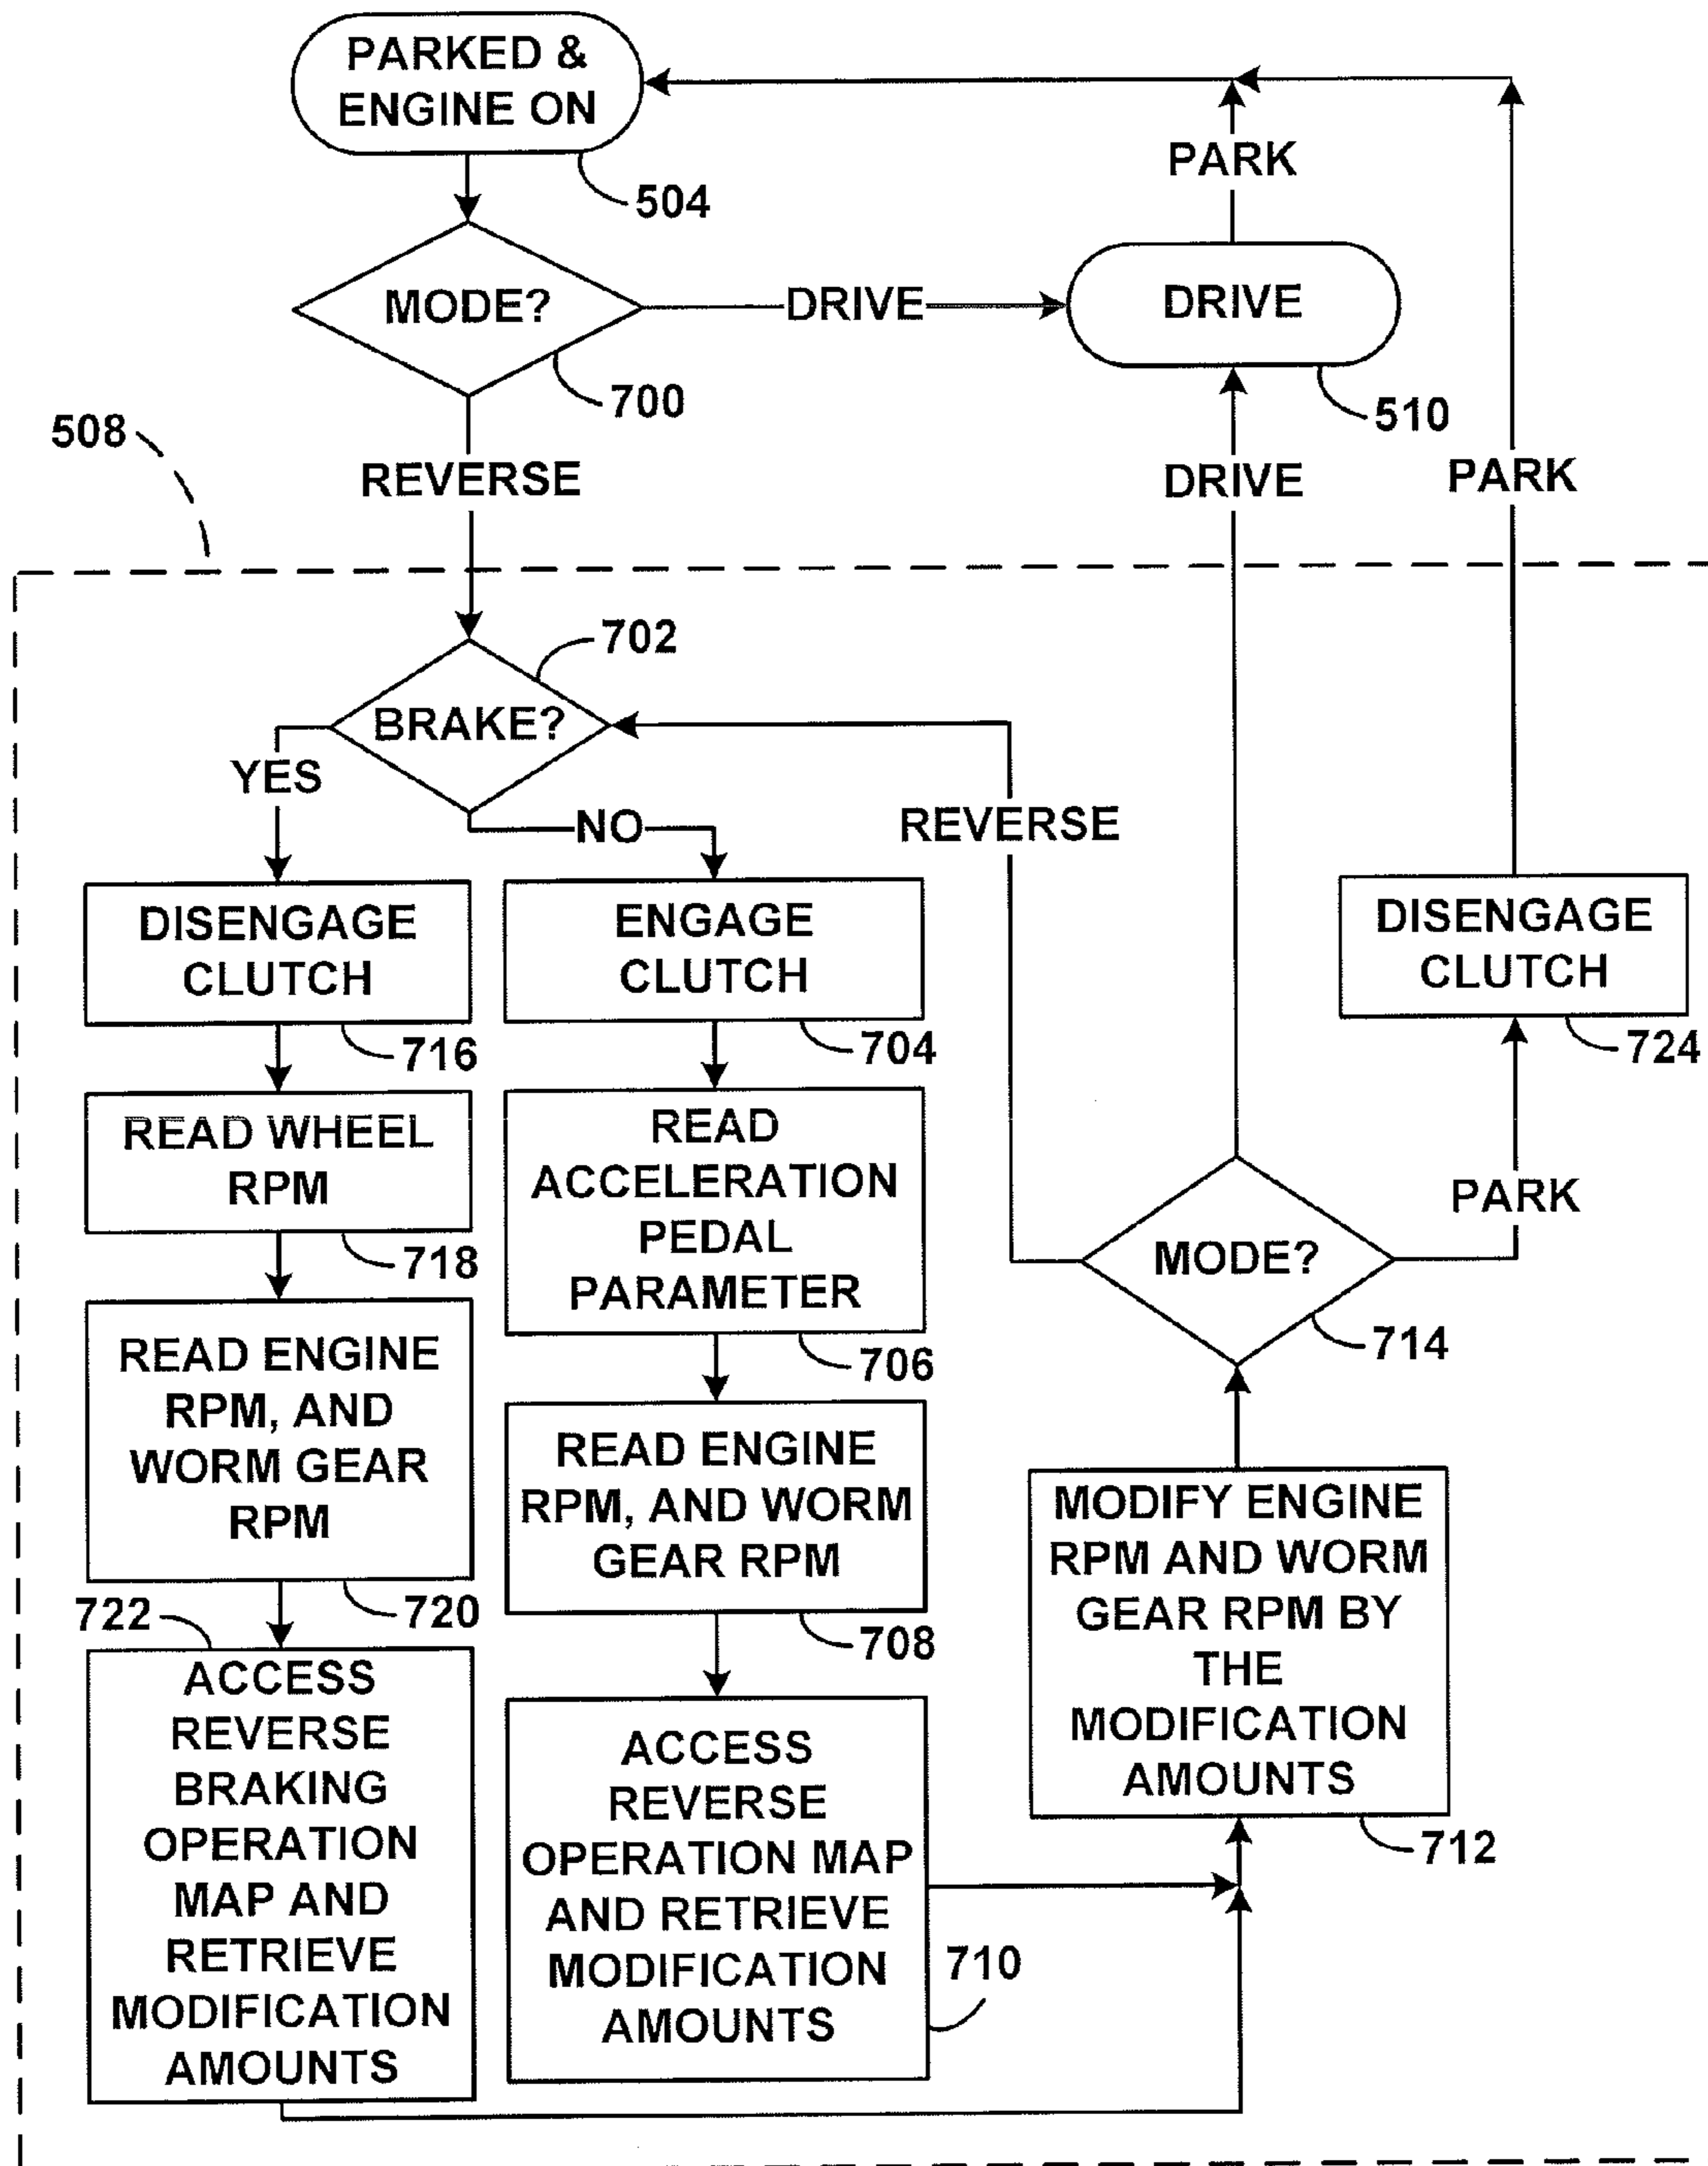 PARKED &
ENGINE ON
504
MODE?
DRIVE
DRIVE
PARK
700
510
508
REVERSE
DRIVE
PARK
702
BRAKE?
YES
NO
REVERSE
DISENGAGE
CLUTCH
716
ENGAGE
CLUTCH
704
DISENGAGE
CLUTCH
724
READ WHEEL
RPM
718
READ
ACCELERATION
PEDAL
PARAMETER
706
PARK
MODE?
714
READ ENGINE
RPM, AND
WORM GEAR
RPM
720
READ ENGINE
RPM, AND WORM
GEAR RPM
708
MODIFY ENGINE
RPM AND WORM
GEAR RPM BY
THE
MODIFICATION
AMOUNTS
712
722
ACCESS
REVERSE
BRAKING
OPERATION
MAP AND
RETRIEVE
MODIFICATION
AMOUNTS
ACCESS
REVERSE
OPERATION MAP
AND RETRIEVE
MODIFICATION
AMOUNTS
710